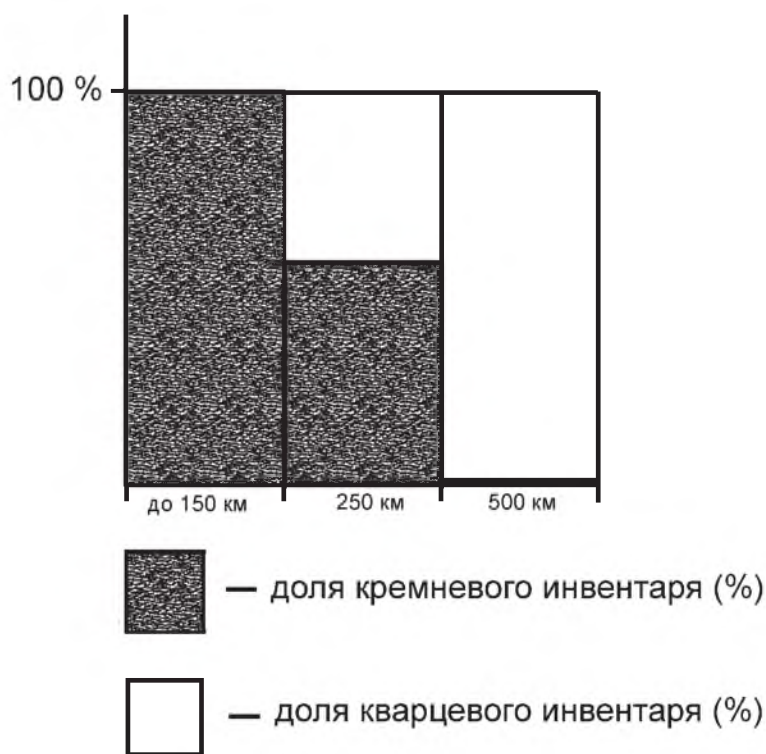 100 %
до 150 км 250 км 500 км
— доля кремневого инвентаря (%)
— доля кварцевого инвентаря (%)